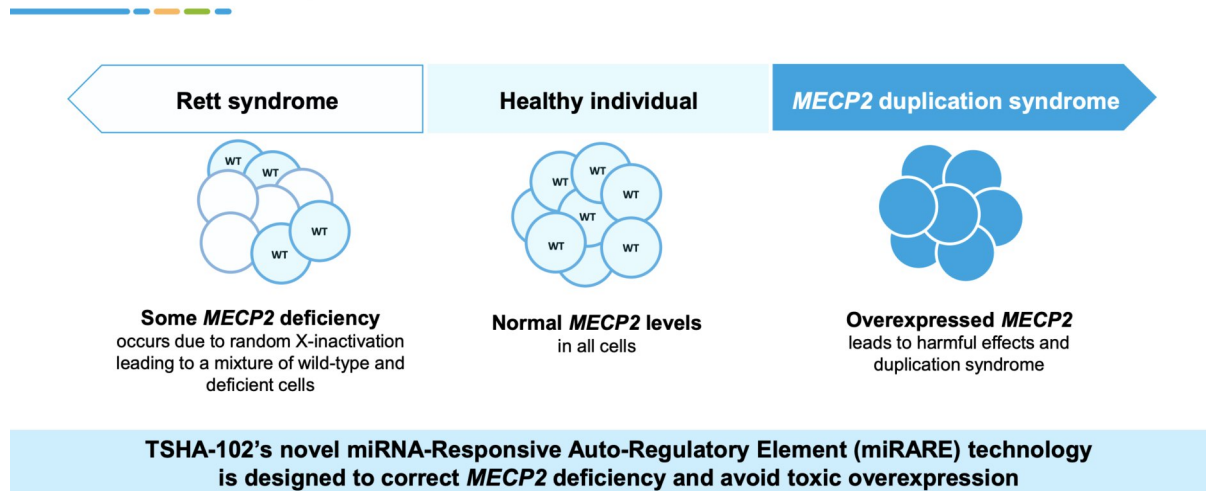 Rett syndrome
Healthy individual
MECP2 duplication syndrome
WT
WT
WT
WT
WT
WT
WT
WT
WT
WT
Some MECP2 deficiency
occurs due to random X-inactivation
leading to a mixture of wild-type and
deficient cells
Normal MECP2 levels
in all cells
Overexpressed MECP2
leads to harmful effects and
duplication syndrome
TSHA-102’s novel miRNA-Responsive Auto-Regulatory Element (miRARE) technology
is designed to correct MECP2 deficiency and avoid toxic overexpression